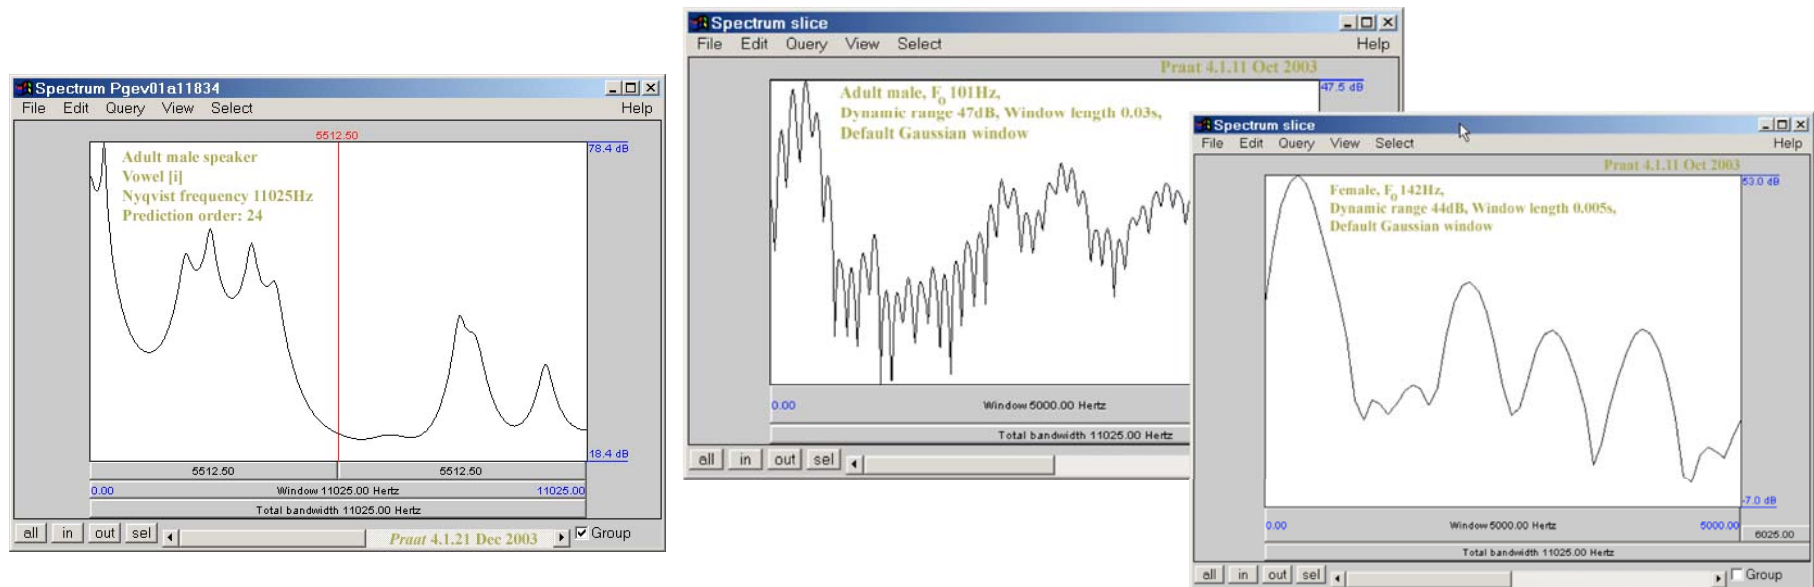 Spectrum Pgev01a11834
File Edit Query View Select Help
5512.50
78.4 dB
Adult male speaker
Vowel [i]
Nyqvist frequency 11025Hz
Prediction order: 24
18.4 dB
5512.50 5512.50
0.00 Window 11025.00 Hertz 11025.00
Total bandwidth 11025.00 Hertz
all in out sel Praat 4.1.21 Dec 2003 Group
Spectrum slice
File Edit Query View Select Help
Praat 4.1.11 Oct 2003
47.5 dB
Adult male, Fo 101Hz,
Dynamic range 47dB, Window length 0.03s,
Default Gaussian window
0.00 Window 5000.00 Hertz
Total bandwidth 11025.00 Hertz
all in out sel
Spectrum slice
File Edit Query View Select Help
Praat 4.1.11 Oct 2003
53.0 dB
Female, Fo 142Hz,
Dynamic range 44dB, Window length 0.005s,
Default Gaussian window
-7.0 dB
0.00 Window 5000.00 Hertz 5000.00
6025.00
Total bandwidth 11025.00 Hertz
all in out sel Group